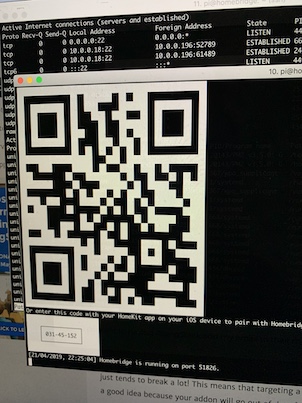 11. pi@homebridge
Active Internet connections (servers and established)
Proto Recv-Q Send-Q Local Address Foreign Address State
tcp 0 0 0.0.0.0:22 0.0.0.0:* LISTEN
tcp 0 0 10.0.0.18:22 10.0.0.196:52789 ESTABLISHED
tcp 0 0 10.0.0.18:22 10.0.0.196:61489 ESTABLISHED
tcp6 :::22 :::* LISTEN
10. pi@ho
Or enter this code with your HomeKit app on your iOS device to pair with Homebrid
031-45-152
[21/04/2019, 22:25:04] Homebridge is running on port 51826.
just tends to break a lot! This means that targeting a
a good idea because your addon will go out of